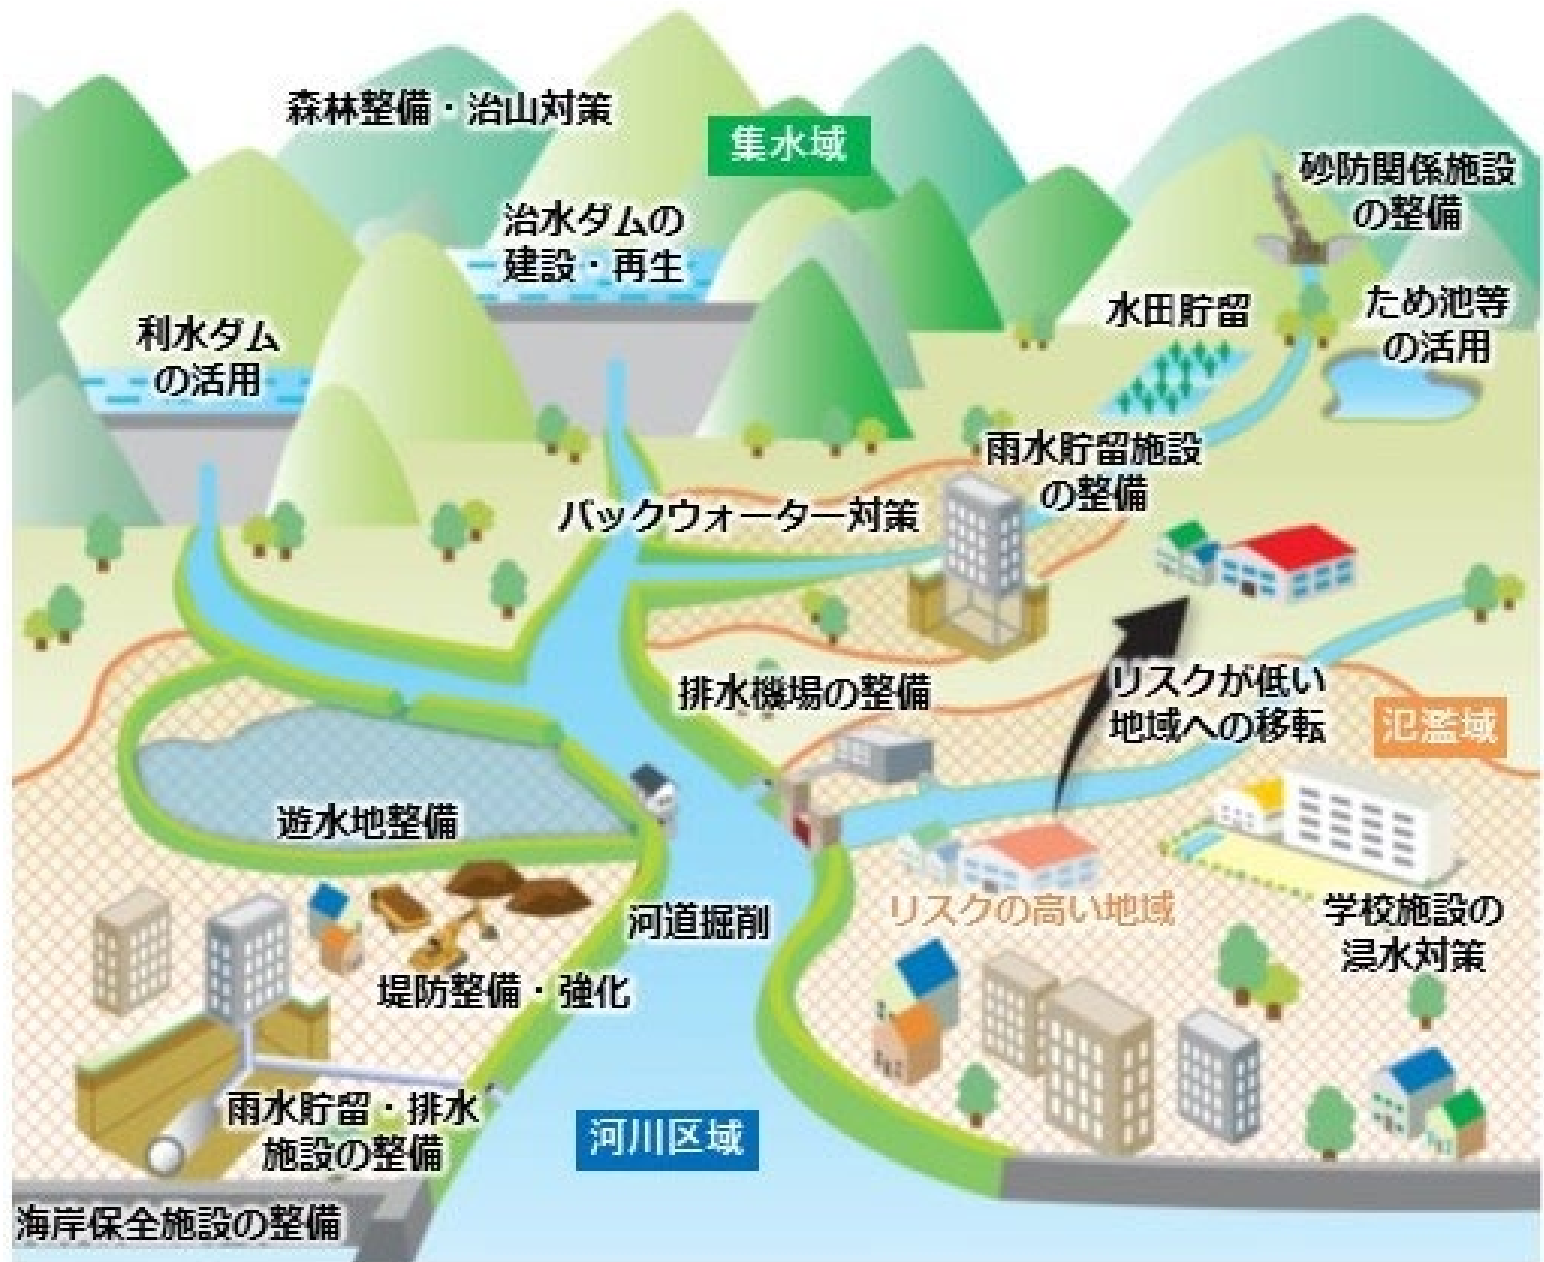 森林整備・治山対策
集水域
砂防関係施設
の整備
治水ダムの
建設・再生
水田貯留
ため池等
の活用
利水ダム
の活用
雨水貯留施設
の整備
バックウォーター対策
排水機場の整備
リスクが低い
地域への移転
氾濫域
遊水地整備
河道掘削
リスクの高い地域
学校施設の
浸水対策
堤防整備・強化
雨水貯留・排水
施設の整備
河川区域
海岸保全施設の整備